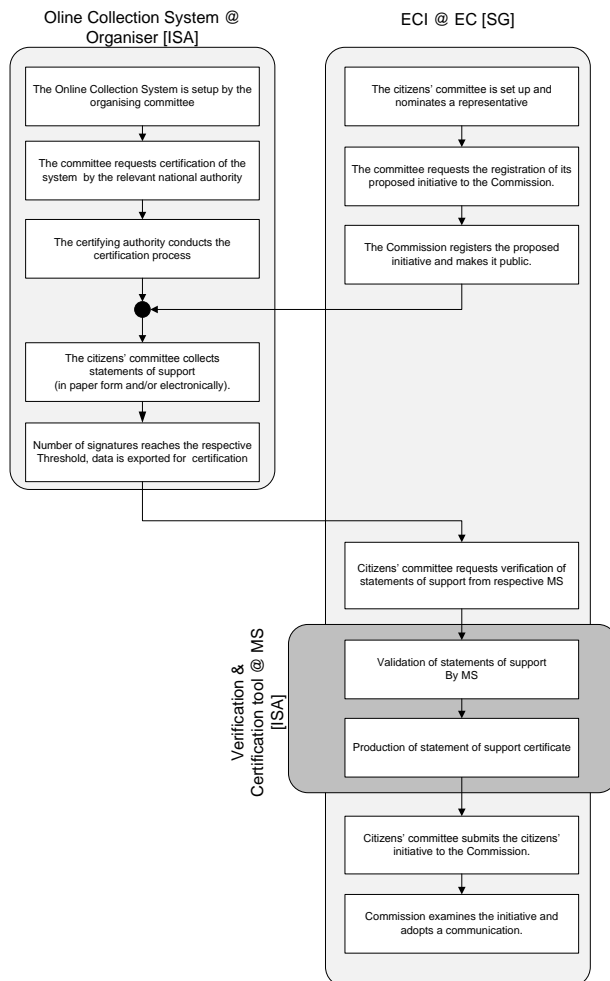 Oline Collection System @
Organiser [ISA]
The Online Collection System is setup by the
organising committee
The committee requests certification of the
system by the relevant national authority
The certifying authority conducts the
certification process
The citizens' committee collects
statements of support
(in paper form and/or electronically).
Number of signatures reaches the respective
Threshold, data is exported for certification
ECI @ EC [SG]
The citizens' committee is set up and
nominates a representative
The committee requests the registration of its
proposed initiative to the Commission.
The Commission registers the proposed
initiative and makes it public.
Citizens' committee requests verification of
statements of support from respective MS
Verification &
Certification tool @ MS
[ISA]
Validation of statements of support
By MS
Production of statement of support certificate
Citizens' committee submits the citizens'
initiative to the Commission.
Commission examines the initiative and
adopts a communication.